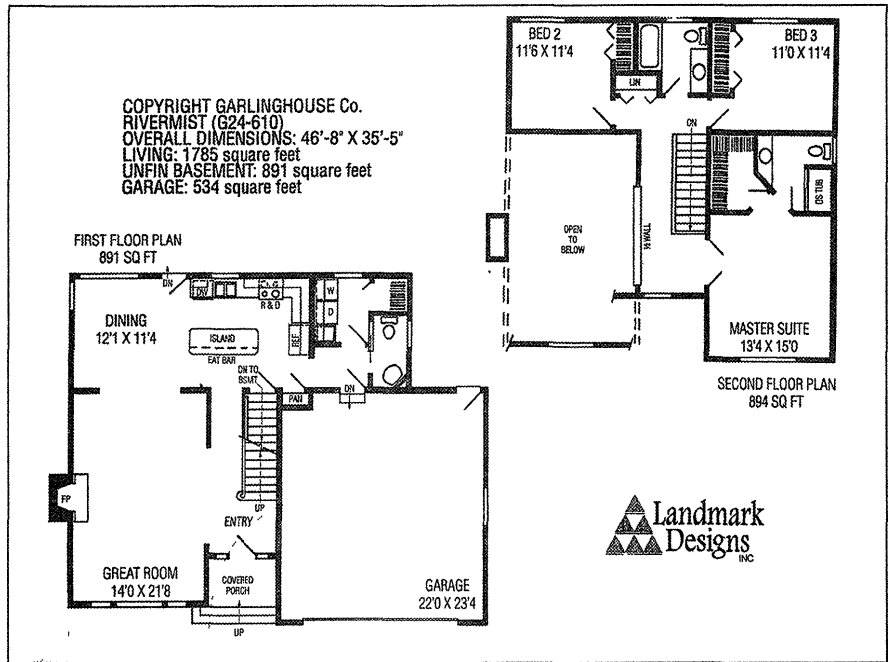 COPYRIGHT GARLINGHOUSE Co.
RIVERMIST (G24-610)
OVERALL DIMENSIONS: 46'-8" X 35'-5"
LIVING: 1785 square feet
UNFIN BASEMENT: 891 square feet
GARAGE: 534 square feet
BED 2
11'6 X 11'4
BED 3
11'0 X 11'4
LIN
DN
OPEN
TO
BELOW
½ WALL
DS TUB
MASTER SUITE
13'4 X 15'0
SECOND FLOOR PLAN
894 SQ FT
FIRST FLOOR PLAN
891 SQ FT
DN
DW
R & D
W
D
DINING
12'1 X 11'4
ISLAND
EAT BAR
REF
DN TO
BSMT
PAN
DN
FP
UP
ENTRY
GREAT ROOM
14'0 X 21'8
COVERED
PORCH
UP
GARAGE
22'0 X 23'4
Landmark
Designs
INC